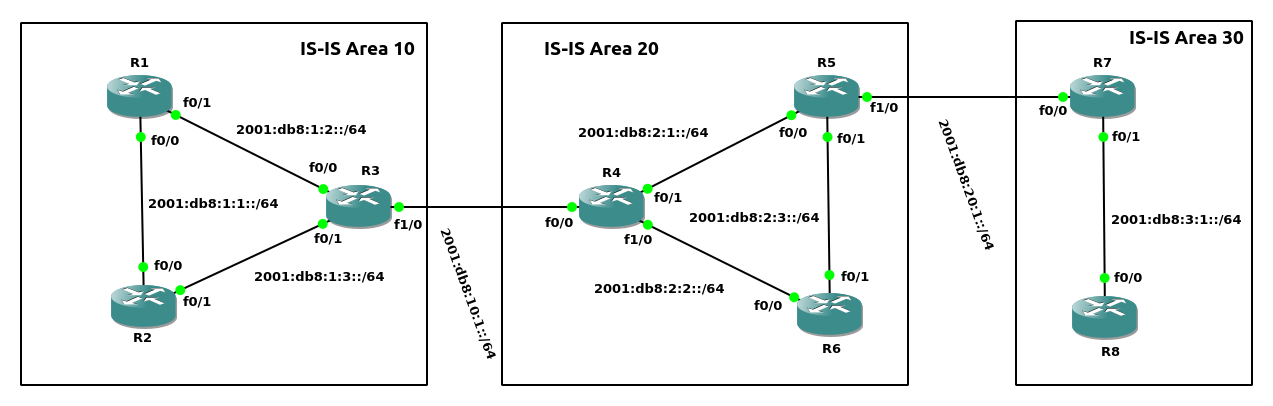 IS-IS Area 10
R1
f0/1
f0/0
2001:db8:1:2::/64
f0/0
R3
2001:db8:1:1::/64
f1/0
f0/1
f0/0
2001:db8:1:3::/64
f0/1
R2
2001:db8:10:1::/64
IS-IS Area 20
R5
f1/0
2001:db8:2:1::/64
f0/0
f0/1
R4
f0/1
f0/0
2001:db8:2:3::/64
f1/0
f0/1
2001:db8:2:2::/64
f0/0
R6
2001:db8:20:1::/64
IS-IS Area 30
R7
f0/0
f0/1
2001:db8:3:1::/64
f0/0
R8